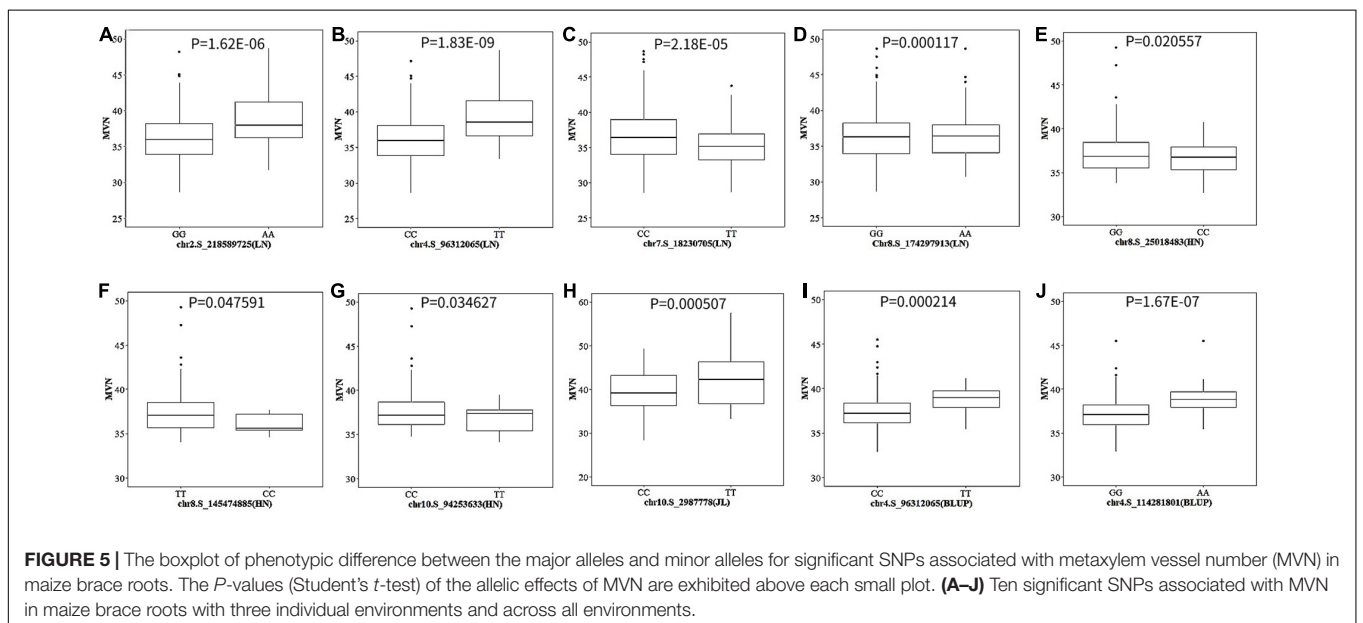 A
P=1.62E-06
MVN
50
45
40
35
30
25
GG AA
chr2.S_218589725(LN)
B
P=1.83E-09
MVN
50
45
40
35
30
25
CC TT
chr4.S_96312065(LN)
C
P=2.18E-05
MVN
50
45
40
35
30
25
CC TT
chr7.S_18230705(LN)
D
P=0.000117
MVN
50
45
40
35
30
25
GG AA
Chr8.S_174297913(LN)
E
P=0.020557
MVN
50
45
40
35
30
GG CC
chr8.S_25018483(HN)
F
P=0.047591
MVN
50
45
40
35
30
TT CC
chr8.S_145474885(HN)
G
P=0.034627
MVN
50
45
40
35
30
CC TT
chr10.S_94253633(HN)
H
P=0.000507
MVN
60
50
40
30
20
CC TT
chr10.S_2987778(JL)
I
P=0.000214
MVN
50
45
40
35
30
CC TT
chr4.S_96312065(BLUP)
J
P=1.67E-07
MVN
50
45
40
35
30
GG AA
chr4.S_114281801(BLUP)
FIGURE 5 | The boxplot of phenotypic difference between the major alleles and minor alleles for significant SNPs associated with metaxylem vessel number (MVN) in
maize brace roots. The P-values (Student's t-test) of the allelic effects of MVN are exhibited above each small plot. (A–J) Ten significant SNPs associated with MVN
in maize brace roots with three individual environments and across all environments.